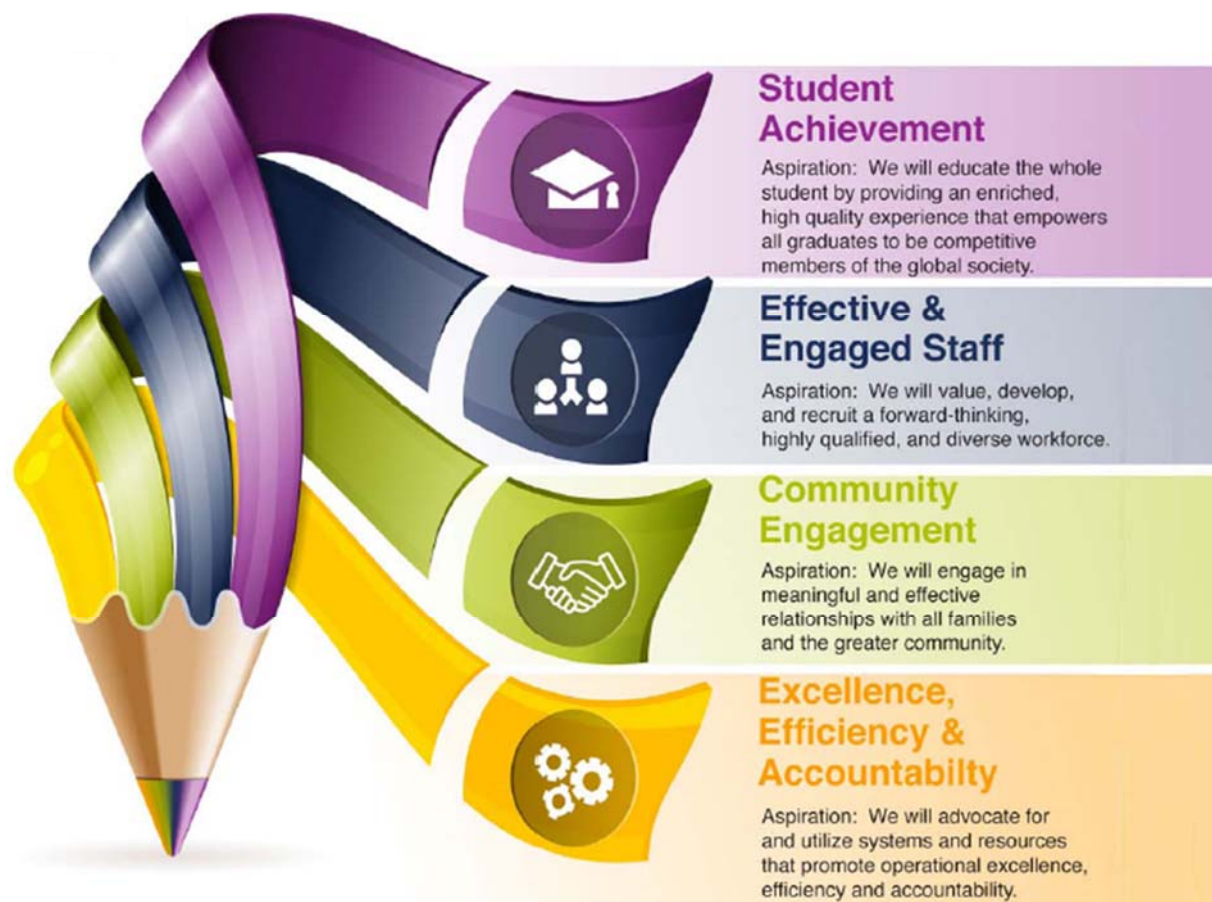 Student
Achievement
Aspiration: We will educate the whole
student by providing an enriched,
high quality experience that empowers
all graduates to be competitive
members of the global society.
Effective &
Engaged Staff
Aspiration: We will value, develop,
and recruit a forward-thinking,
highly qualified, and diverse workforce.
Community
Engagement
Aspiration: We will engage in
meaningful and effective
relationships with all families
and the greater community.
Excellence,
Efficiency &
Accountabilty
Aspiration: We will advocate for
and utilize systems and resources
that promote operational excellence,
efficiency and accountability.